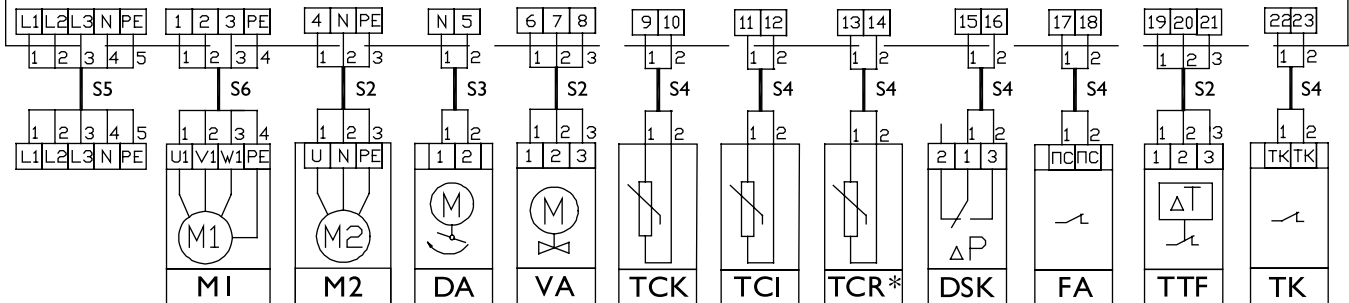 L1 L2 L3 N PE 1 2 3 PE 4 N PE N 5 6 7 8 9 10 11 12 13 14 15 16 17 18 19 20 21 22 23
1 2 3 4 5 1 2 3 4 1 2 3 1 2 1 2 3 1 2 1 2 1 2 1 2 1 2 1 2 3 1 2
S5 S6 S2 S3 S2 S4 S4 S4 S4 S4 S2 S4
1 2 3 4 5 1 2 3 4 1 2 3 1 2 1 2 3 1 2 1 2 1 2 1 2 1 2 1 2 3 1 2
L1 L2 L3 N PE U1 V1 W1 PE U N PE 1 2 1 2 3 2 1 3 ПС ПС 1 2 3 ТК ТК
M M ΔT
M1 M2 ΔP
M1 M2 DA VA TCK TCI TCR* DSK FA TTF TK